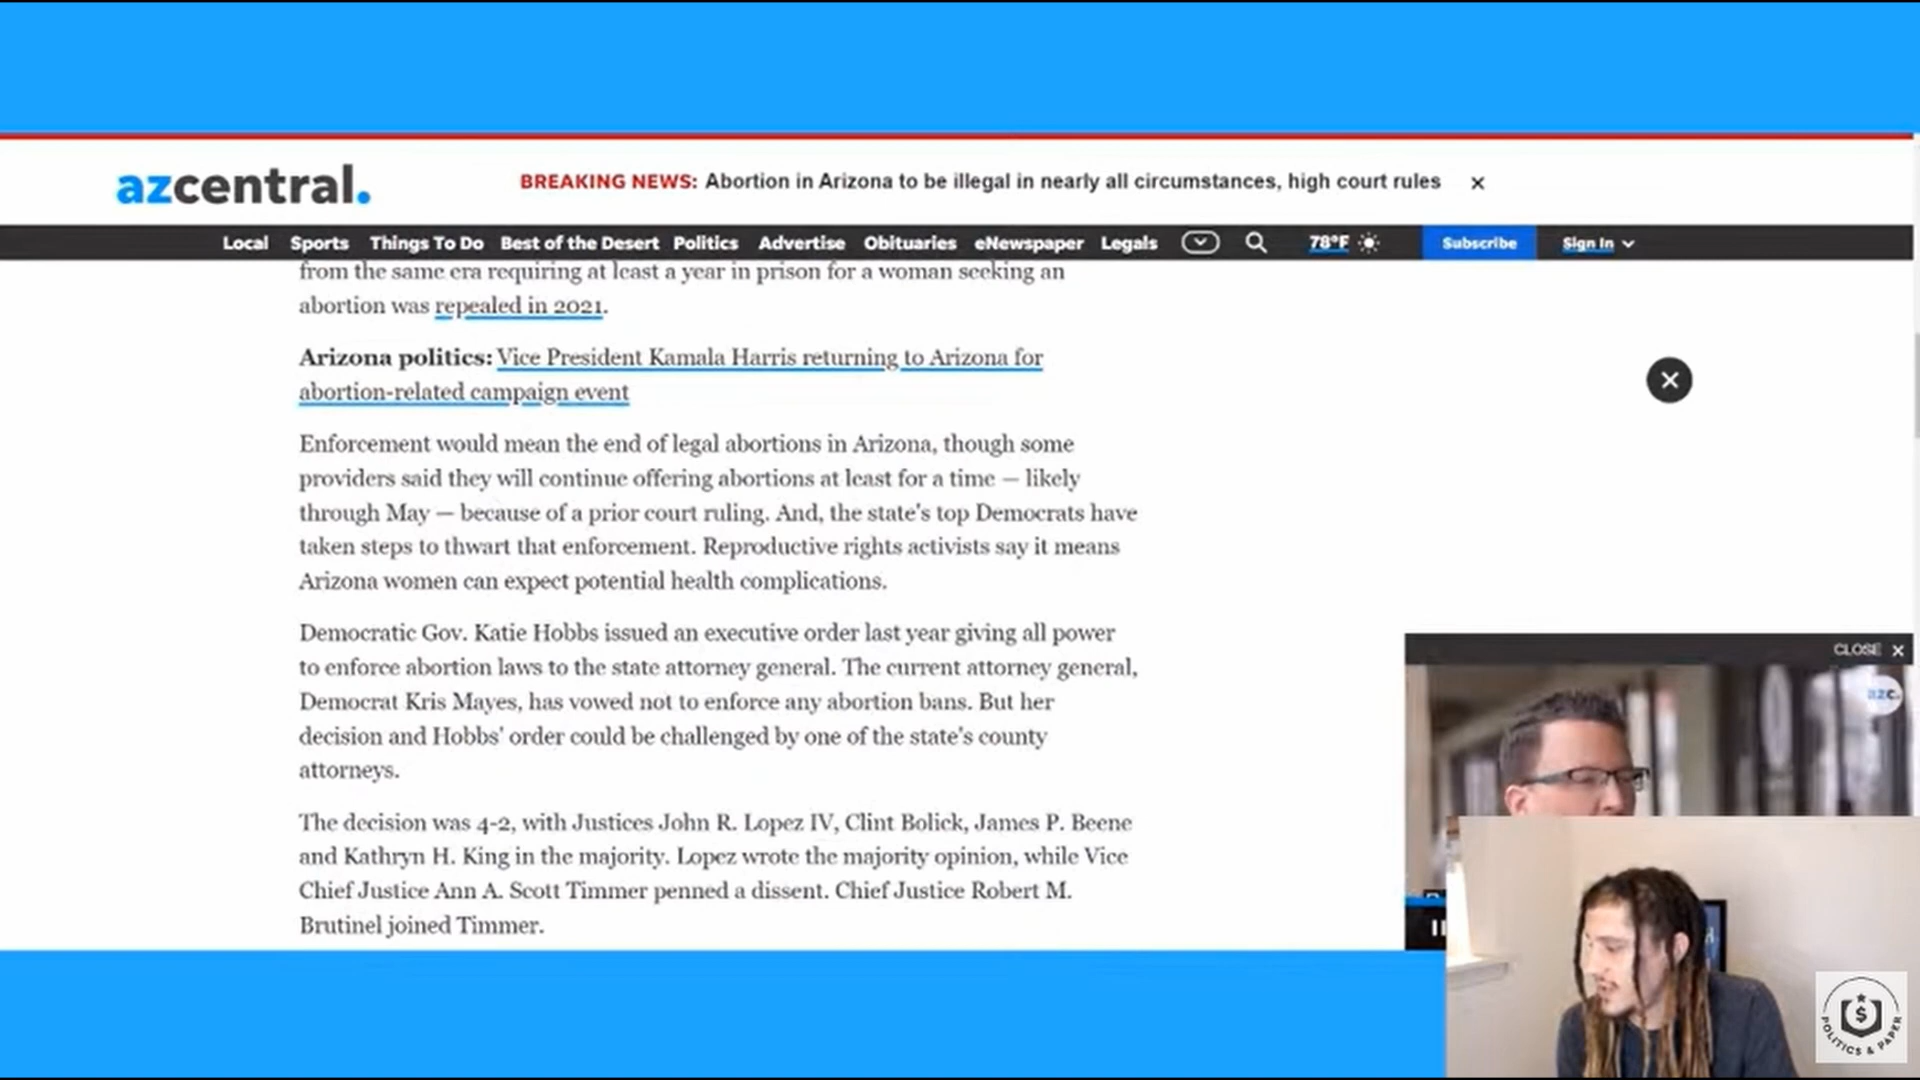 azcentral.
BREAKING NEWS: Abortion in Arizona to be illegal in nearly all circumstances, high court rules
Local Sports Things To Do Best of the Desert Politics Advertise Obituaries eNewspaper Legals 78°F Subscribe Sign In
from the same era requiring at least a year in prison for a woman seeking an
abortion was repealed in 2021.
Arizona politics: Vice President Kamala Harris returning to Arizona for
abortion-related campaign event
Enforcement would mean the end of legal abortions in Arizona, though some
providers said they will continue offering abortions at least for a time — likely
through May — because of a prior court ruling. And, the state's top Democrats have
taken steps to thwart that enforcement. Reproductive rights activists say it means
Arizona women can expect potential health complications.
Democratic Gov. Katie Hobbs issued an executive order last year giving all power
to enforce abortion laws to the state attorney general. The current attorney general,
Democrat Kris Mayes, has vowed not to enforce any abortion bans. But her
decision and Hobbs' order could be challenged by one of the state's county
attorneys.
The decision was 4-2, with Justices John R. Lopez IV, Clint Bolick, James P. Beene
and Kathryn H. King in the majority. Lopez wrote the majority opinion, while Vice
Chief Justice Ann A. Scott Timmer penned a dissent. Chief Justice Robert M.
Brutinel joined Timmer.
CLOSE
azc.
$
POLITICS & PAPER